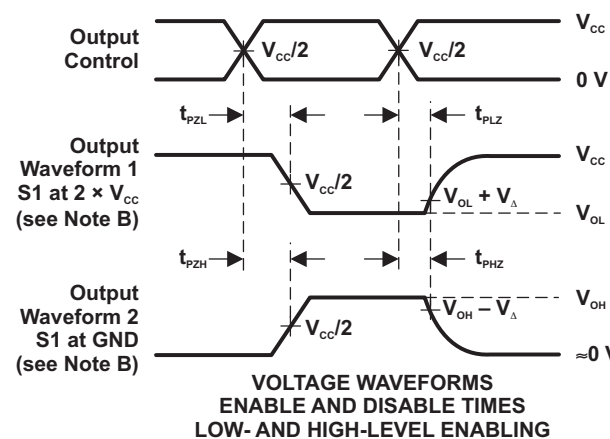 Output
Control
V_CC/2
V_CC/2
V_CC
0 V
t_PZL
t_PLZ
Output
Waveform 1
S1 at 2 × V_CC
(see Note B)
V_CC/2
V_CC
V_OL + V_Δ
V_OL
t_PZH
t_PHZ
Output
Waveform 2
S1 at GND
(see Note B)
V_CC/2
V_OH
V_OH – V_Δ
≈0 V
VOLTAGE WAVEFORMS
ENABLE AND DISABLE TIMES
LOW- AND HIGH-LEVEL ENABLING